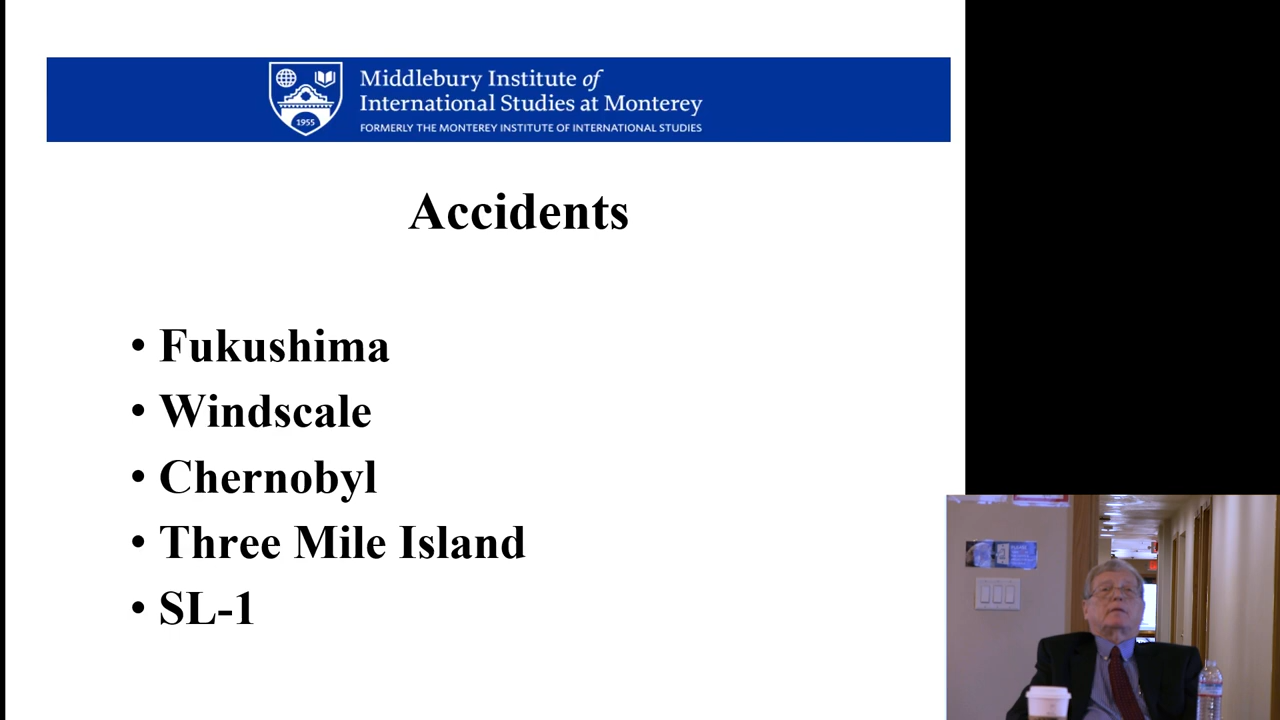 1955
Middlebury Institute of
International Studies at Monterey
FORMERLY THE MONTEREY INSTITUTE OF INTERNATIONAL STUDIES
Accidents
• Fukushima
• Windscale
• Chernobyl
• Three Mile Island
• SL-1